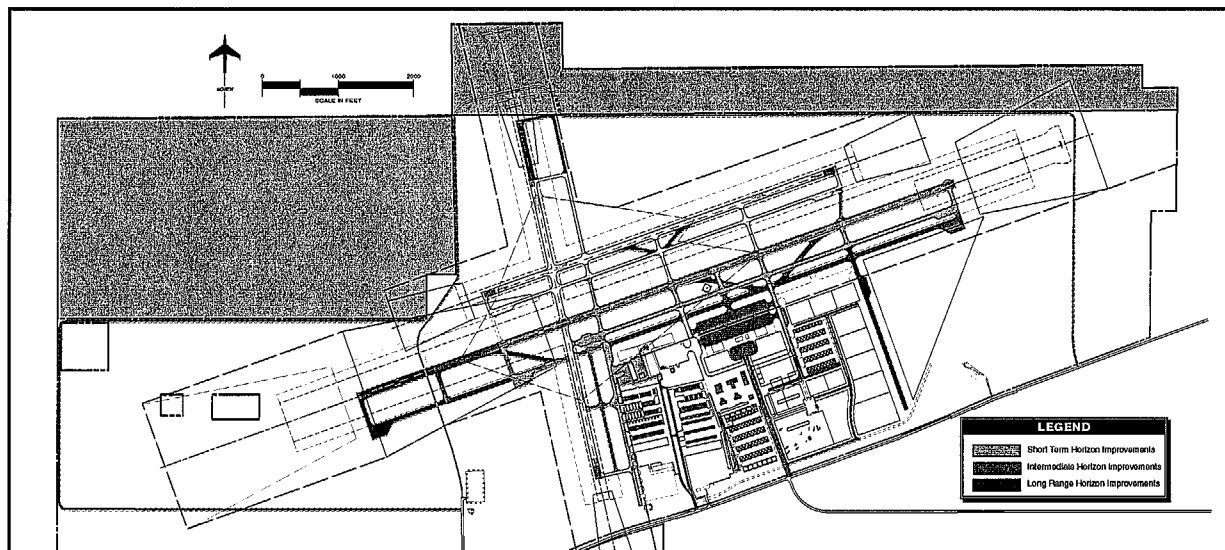 NORTH
0 1000 2000
SCALE IN FEET
LEGEND
Short Term Horizon Improvements
Intermediate Horizon Improvements
Long Range Horizon Improvements